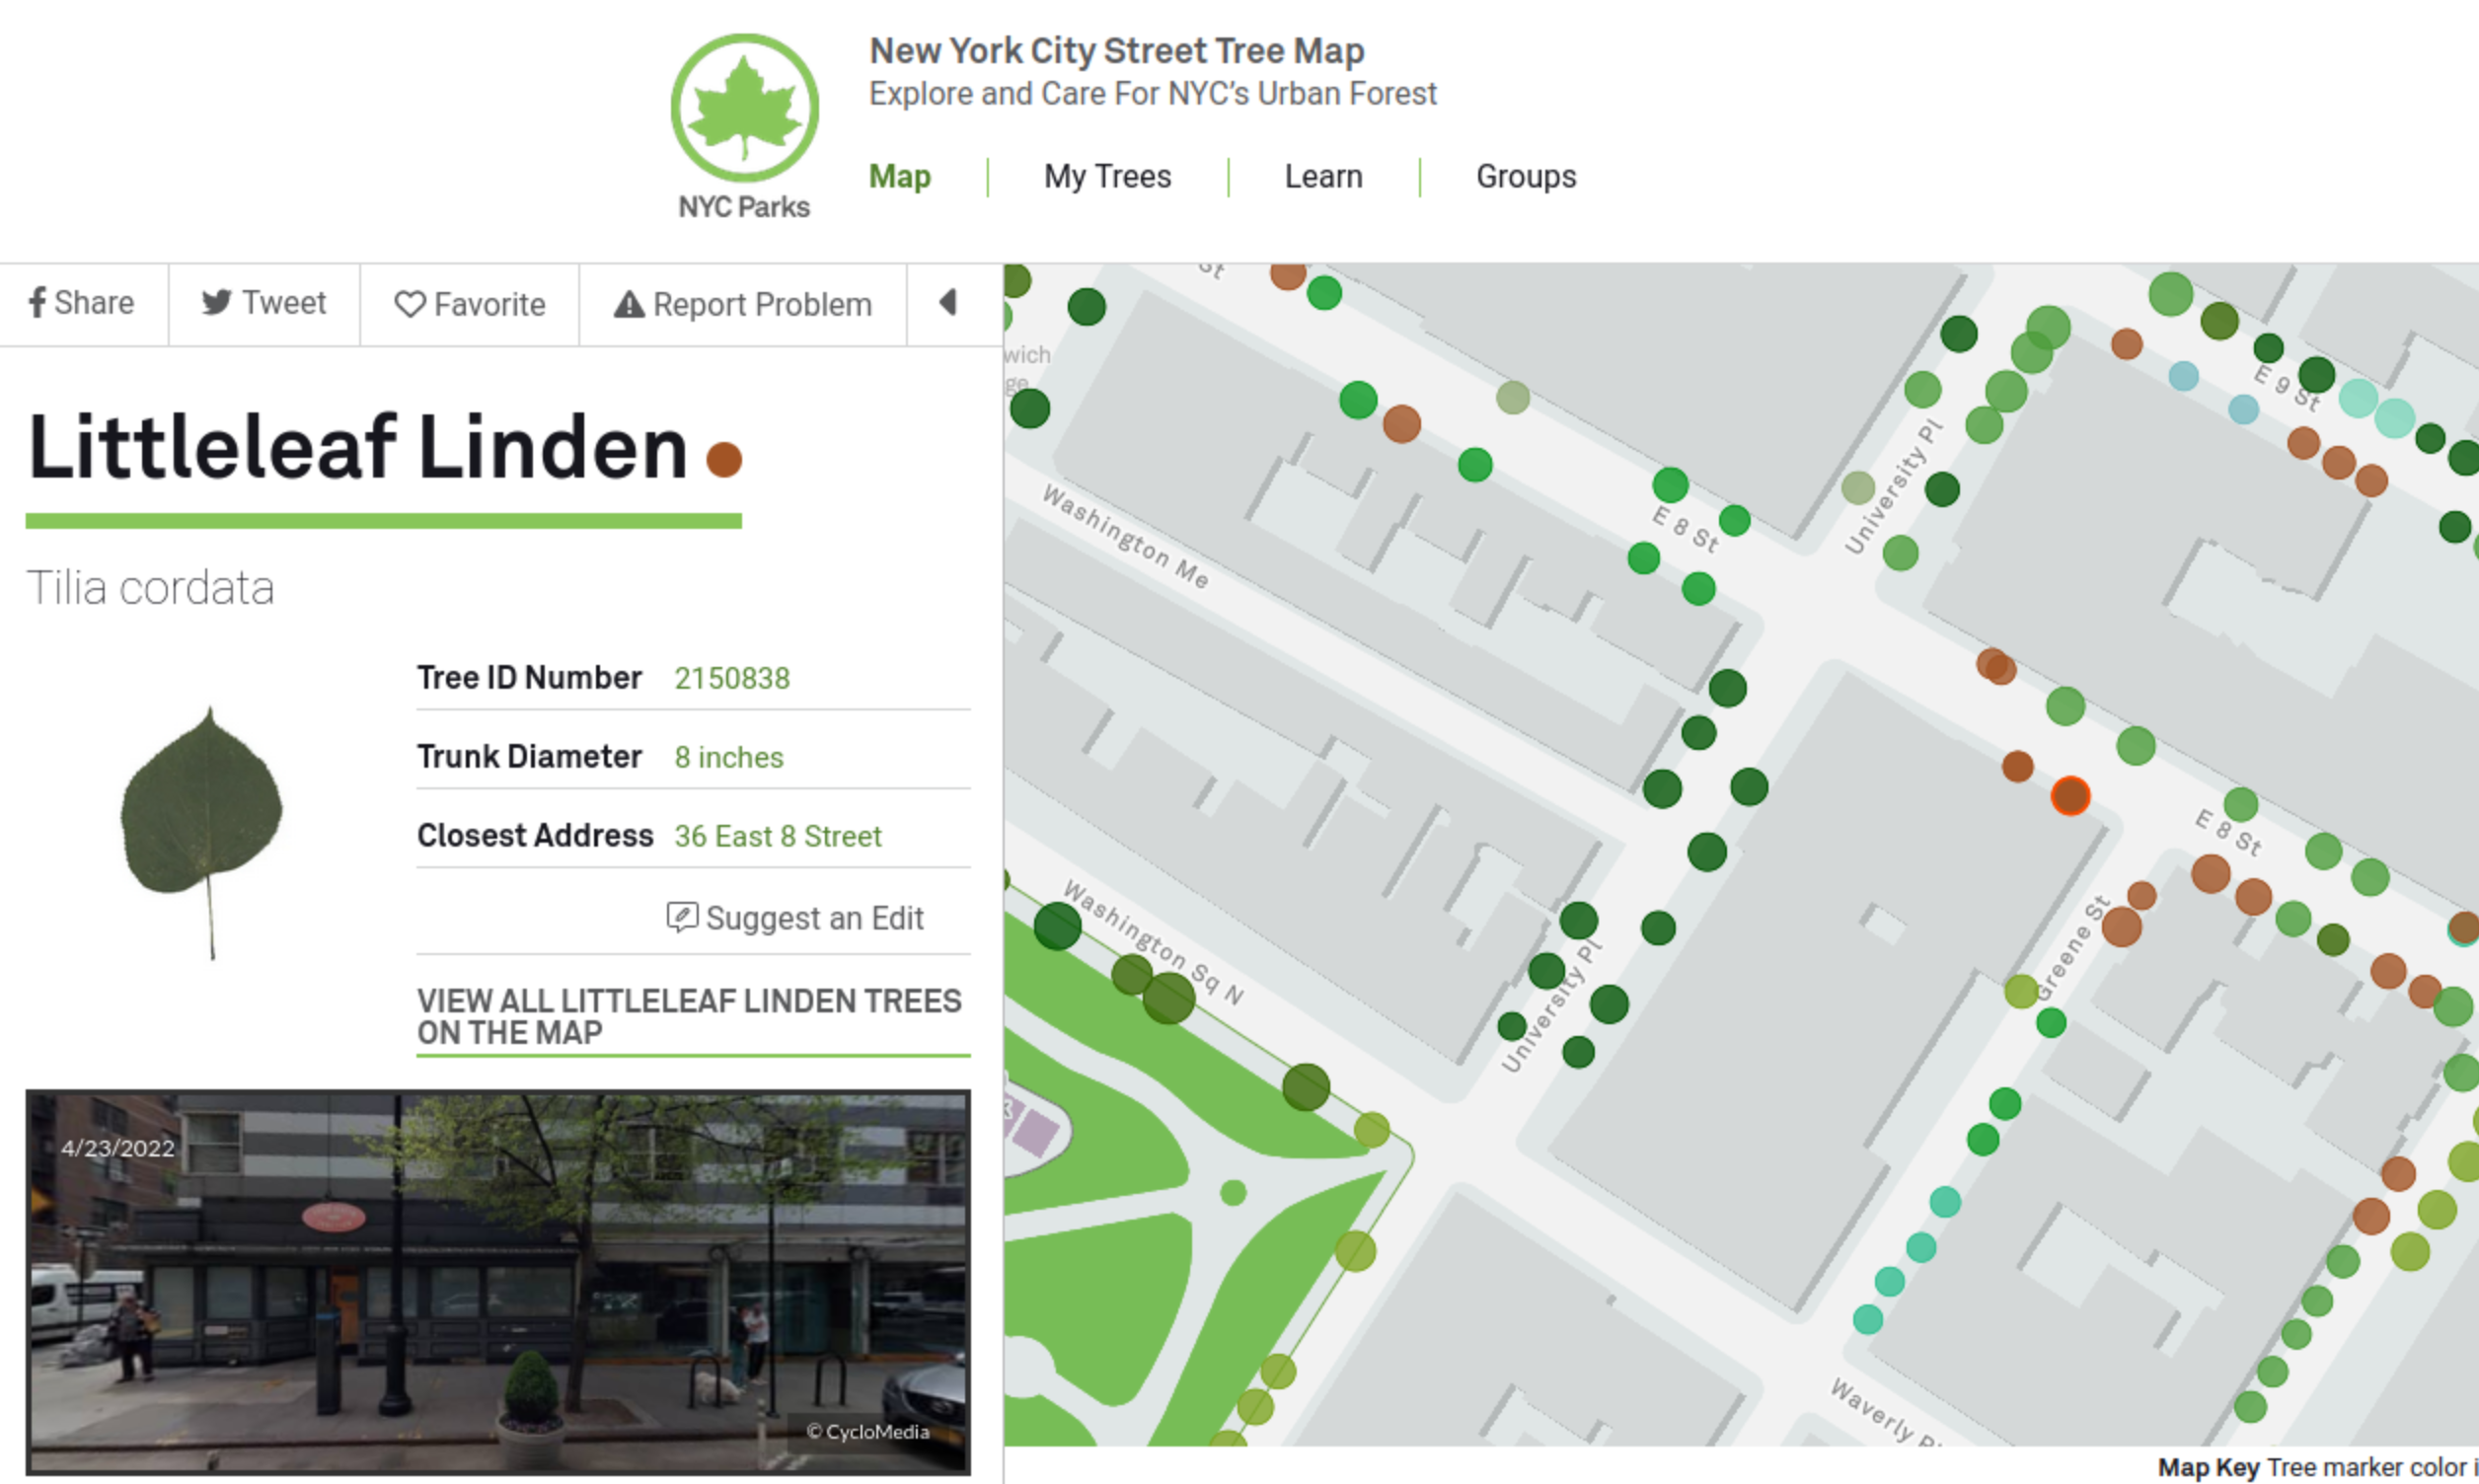 New York City Street Tree Map
Explore and Care For NYC's Urban Forest
NYC Parks
Map
My Trees
Learn
Groups
Share
Tweet
Favorite
Report Problem
Littleleaf Linden
Tilia cordata
Tree ID Number 2150838
Trunk Diameter 8 inches
Closest Address 36 East 8 Street
Suggest an Edit
VIEW ALL LITTLELEAF LINDEN TREES
ON THE MAP
4/23/2022
© CycloMedia
St
wich
ge
E 9 St
University Pl
E 8 St
Washington Me
E 8 St
Washington Sq N
Greene St
University Pl
Waverly P
Map Key Tree marker color i